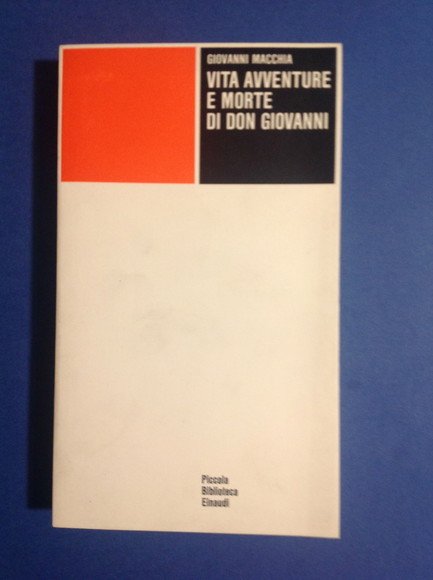 GIOVANNI MACCHIA
VITA AVVENTURE
E MORTE
DI DON GIOVANNI
Piccola
Biblioteca
Einaudi